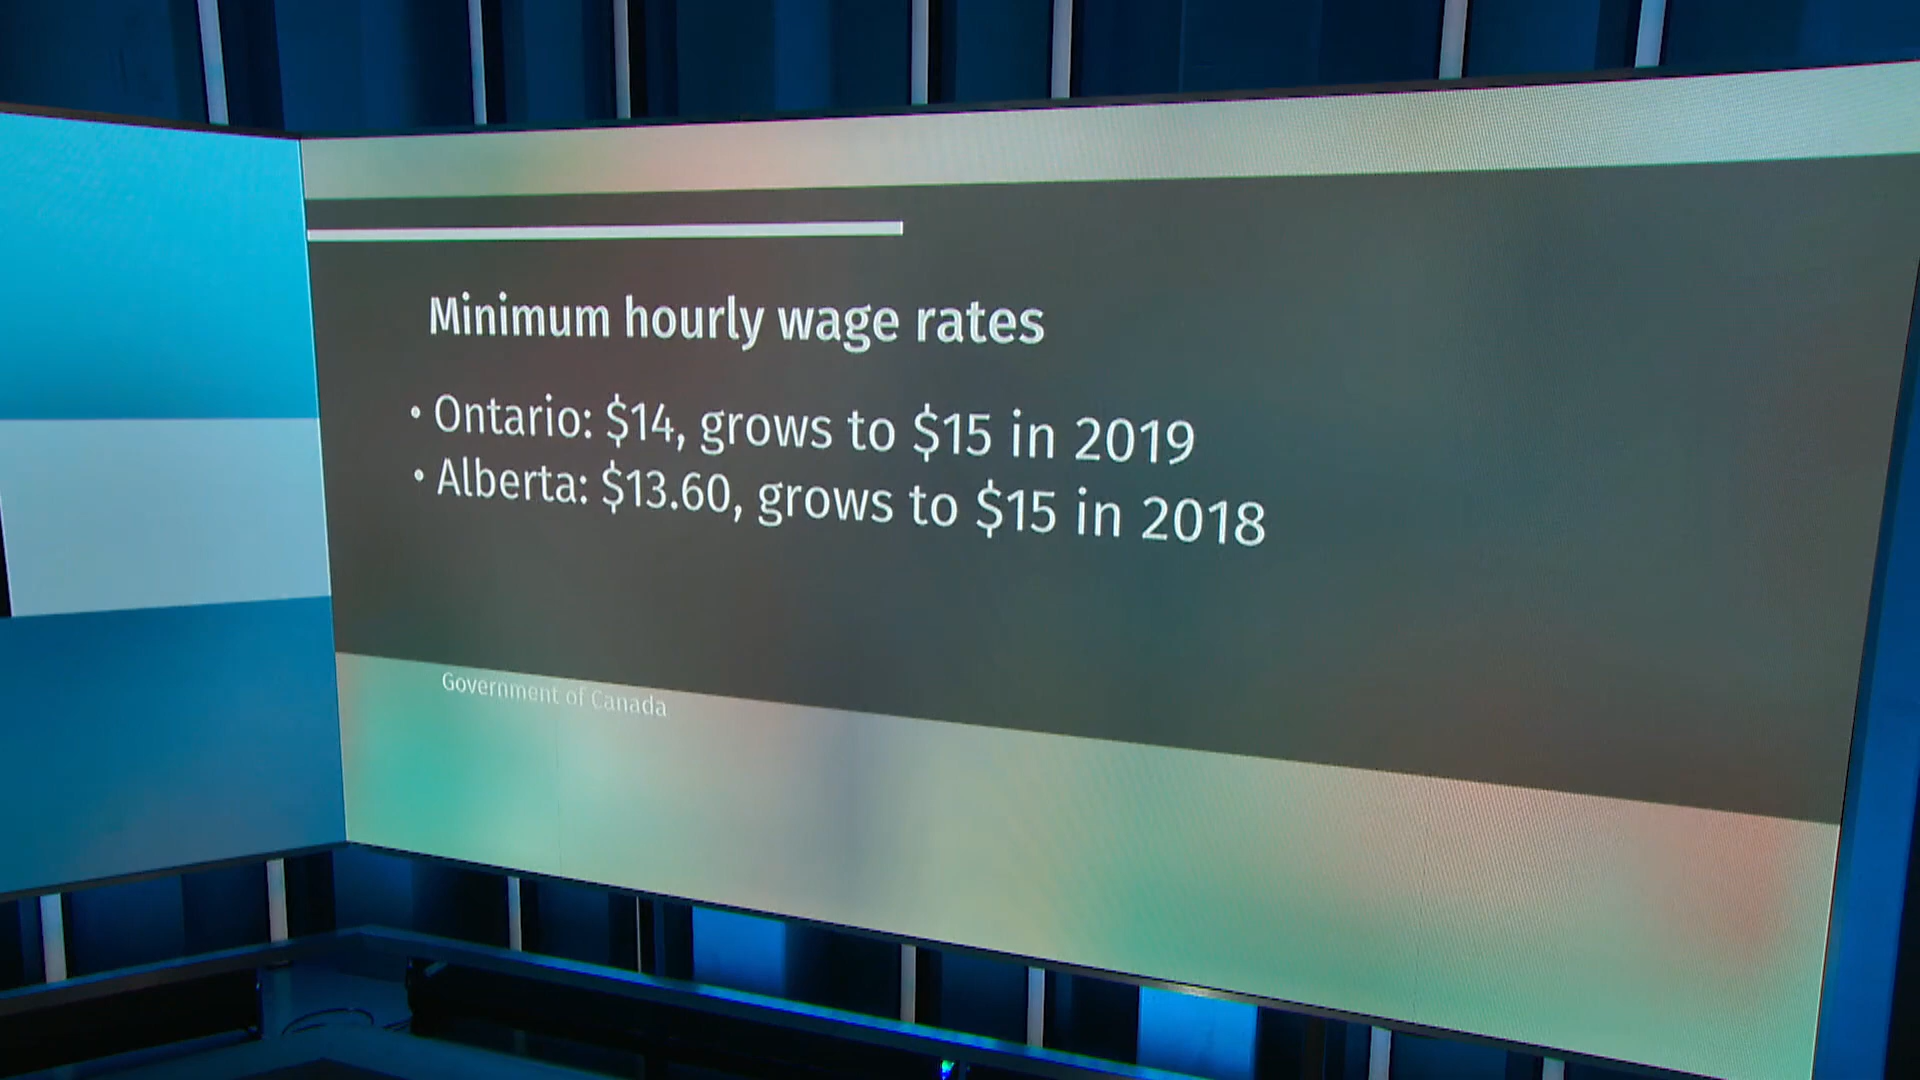 Minimum hourly wage rates
• Ontario: $14, grows to $15 in 2019
• Alberta: $13.60, grows to $15 in 2018
Government of Canada